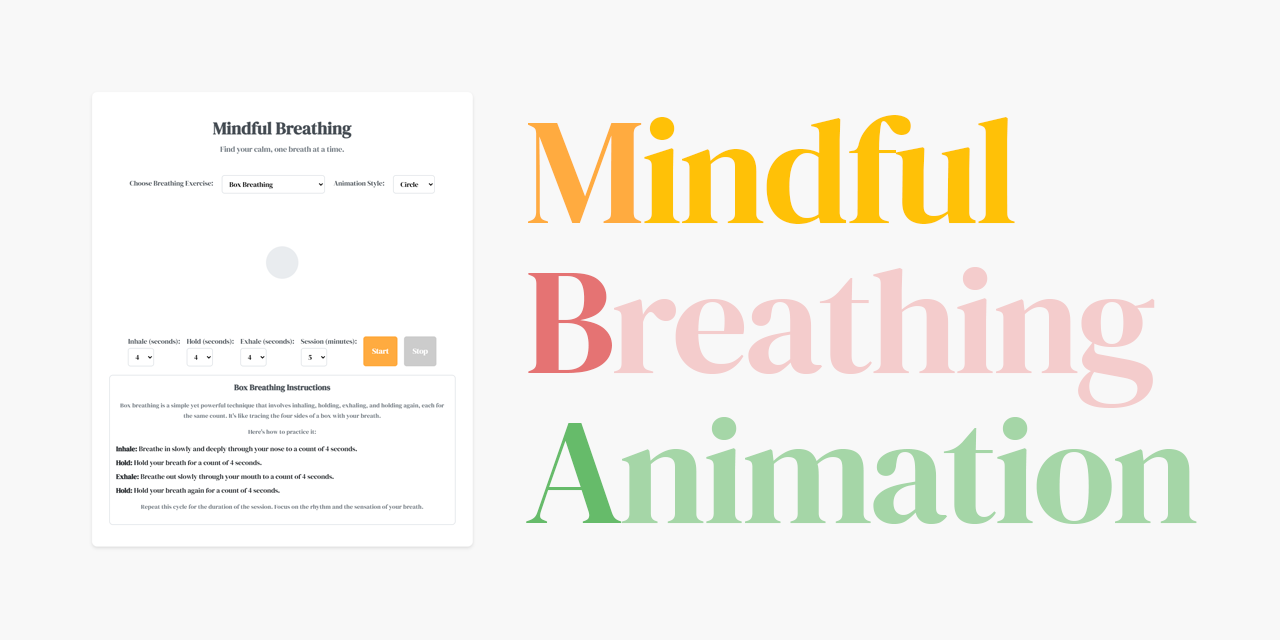 Mindful Breathing
Find your calm, one breath at a time.
Choose Breathing Exercise: Box Breathing Animation Style: Circle
Inhale (seconds): Hold (seconds): Exhale (seconds): Session (minutes):
4 4 4 5 Start Stop
Box Breathing Instructions
Box breathing is a simple yet powerful technique that involves inhaling, holding, exhaling, and holding again, each for
the same count. It's like tracing the four sides of a box with your breath.
Here's how to practice it:
Inhale: Breathe in slowly and deeply through your nose to a count of 4 seconds.
Hold: Hold your breath for a count of 4 seconds.
Exhale: Breathe out slowly through your mouth to a count of 4 seconds.
Hold: Hold your breath again for a count of 4 seconds.
Repeat this cycle for the duration of the session. Focus on the rhythm and the sensation of your breath.
Mindful
Breathing
Animation